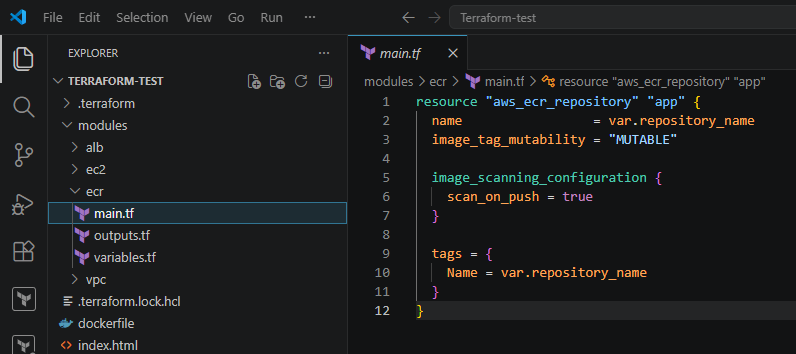 File Edit Selection View Go Run ··· Terraform-test
EXPLORER ···
main.tf
TERRAFORM-TEST
modules > ecr > main.tf > resource "aws_ecr_repository" "app"
.terraform
modules
alb
ec2
ecr
main.tf
outputs.tf
variables.tf
vpc
.terraform.lock.hcl
dockerfile
index.html
1 resource "aws_ecr_repository" "app" {
2 name = var.repository_name
3 image_tag_mutability = "MUTABLE"
4
5 image_scanning_configuration {
6 scan_on_push = true
7 }
8
9 tags = {
10 Name = var.repository_name
11 }
12 }